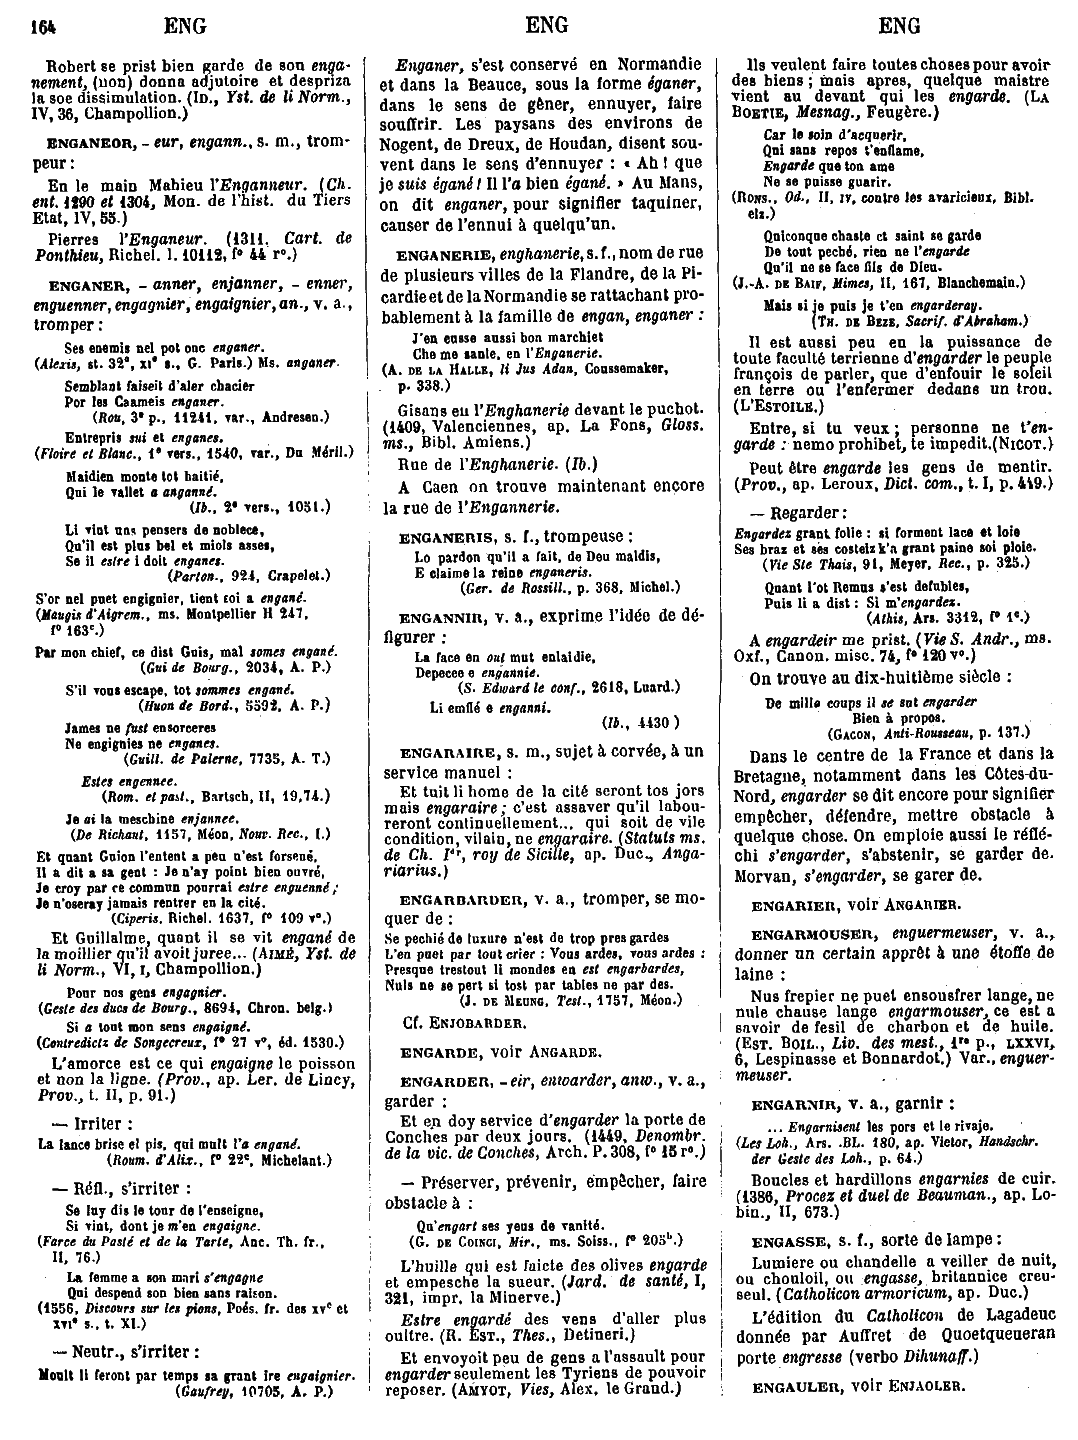 164 ENG ENG ENG
Robert se prist bien garde de son enga-
nement, (non) donna adjutoire et despriza
la soe dissimulation. (ID., Yst. de li Norm.,
IV, 36, Champollion.)
ENGANEOR, - eur, engann., s. m., trom-
peur :
En le main Mahieu l'Enganneur. (Ch.
ent. 1290 et 1304, Mon. de l'hist. du Tiers
Etat, IV, 55.)
Pierres l'Enganeur. (1311, Cart. de
Ponthieu, Richel. l. 10112, f° 44 r°.)
ENGANER, - anner, enjanner, - enner,
enguenner, engagnier, engaignier, an., v. a.,
tromper :
Ses enemis nel pot onc enganer.
(Alexis, st. 32e, xie s., G. Paris.) Ms. anganer.
Semblant faiseit d'aler chacier
Por les Caameis enganer.
(Rou, 3e p., 11241, var., Andresen.)
Entrepris sui et enganes.
(Floire et Blanc., 1e vers., 1540, var., Du Méril.)
Maidien monte tot haitié,
Qui le vallet a anganné.
(Ib., 2e vers., 1051.)
Li vint uns pensers de noblece,
Qu'il est plus bel et miols asses,
Se il estre i doit enganes.
(Parton., 924, Crapelet.)
S'or nel puet engignier, tient soi a engané.
(Maugis d'Aigrem., ms. Montpellier H 247,
f° 163c.)
Par mon chief, ce dist Guis, mal somes engané.
(Gui de Bourg., 2034, A. P.)
S'il vous escape, tot sommes engané.
(Huon de Bord., 5592, A. P.)
James ne fust ensorceres
Ne engignies ne enganes.
(Guill. de Palerne, 7735, A. T.)
Estes engennee.
(Rom. et past., Bartsch, II, 19,74.)
Je ai la meschine enjannee.
(De Richaut, 1157, Méon, Nouv. Rec., I.)
Et quant Guion l'entent a peu n'est forsené,
Il a dit a sa gent : Je n'ay point bien ouvré,
Je croy par ce commun pourrai estre enguenné ;
Je n'oseray jamais rentrer en la cité.
(Ciperis, Richel. 1637, f° 109 v°.)
Et Guillalme, quant il se vit engané de
la moillier qu'il avoit juree... (AIMÉ, Yst. de
li Norm., VI, I, Champollion.)
Pour nos gens engagnier.
(Geste des ducs de Bourg., 8694, Chron. belg.)
Si a tout mon sens engaigné.
(Contredictz de Songecreux, f° 27 v°, éd. 1530.)
L'amorce est ce qui engaigne le poisson
et non la ligne. (Prov., ap. Ler. de Lincy,
Prov., t. II, p. 91.)
— Irriter :
La lance brise el pis, qui mult l'a engané.
(Roum. d'Alix., f° 22c, Michelant.)
— Réfl., s'irriter :
Se luy dis le tour de l'enseigne,
Si vint, dont je m'en engaigne.
(Farce du Pasté et de la Tarte, Anc. Th. fr.,
II, 76.)
La femme a son mari s'engagne
Qui despend son bien sans raison.
(1556, Discours sur les pions, Poés. fr. des xve et
xvie s., t. XI.)
— Neutr., s'irriter :
Moult li feront par temps sa grant ire engaignier.
(Gaufrey, 10705, A. P.)
Enganer, s'est conservé en Normandie
et dans la Beauce, sous la forme éganer,
dans le sens de gêner, ennuyer, faire
souffrir. Les paysans des environs de
Nogent, de Dreux, de Houdan, disent sou-
vent dans le sens d'ennuyer : « Ah ! que
je suis égané ! Il l'a bien égané. » Au Mans,
on dit enganer, pour signifier taquiner,
causer de l'ennui à quelqu'un.
ENGANERIE, enghanerie, s. f., nom de rue
de plusieurs villes de la Flandre, de la Pi-
cardie et de la Normandie se rattachant pro-
bablement à la famille de engan, enganer :
J'en eusse aussi bon marchiet
Che me sanle, en l'Enganerie.
(A. DE LA HALLE, li Jus Adan, Coussemaker,
p. 338.)
Gisans en l'Enghanerie devant le puchot.
(1409, Valenciennes, ap. La Fons, Gloss.
ms., Bibl. Amiens.)
Rue de l'Enghanerie. (Ib.)
A Caen on trouve maintenant encore
la rue de l'Engannerie.
ENGANERIS, s. f., trompeuse :
Lo pardon qu'il a fait, de Deu maldis,
E claime la reine enganeris.
(Ger. de Rossill., p. 368, Michel.)
ENGANNIR, v. a., exprime l'idée de dé-
figurer :
La face en out mut enlaidie,
Depecee e engannie.
(S. Edward le conf., 2618, Luard.)
Li emflé e enganni.
(Ib., 4430)
ENGARAIRE, s. m., sujet à corvée, à un
service manuel :
Et tuit li home de la cité seront tos jors
mais engaraire ; c'est assaver qu'il labou-
reront continuellement... qui soit de vile
condition, vilain, ne engaraire. (Statuts ms.
de Ch. Ier, roy de Sicille, ap. Duc., Anga-
riarius.)
ENGARBARDER, v. a., tromper, se mo-
quer de :
Se pechié de luxure n'est de trop pres gardes
L'en puet par tout crier : Vous ardes, vous ardes :
Presque trestout li mondes en est engarbardes,
Nuls ne se pert si tost par tables ne par des.
(J. DE MEUNG, Test., 1757, Méon.)
Cf. ENJOBARDER.
ENGARDE, voir ANGARDE.
ENGARDER, - eir, enwarder, anw., v. a.,
garder :
Et en doy service d'engarder la porte de
Conches par deux jours. (1449, Denombr.
de la vic. de Conches, Arch. P. 308, f° 15 r°.)
— Préserver, prévenir, empêcher, faire
obstacle à :
Qu'engart ses yeus de vanité.
(G. DE COINCI, Mir., ms. Soiss., f° 205b.)
L'huille qui est faicte des olives engarde
et empesche la sueur. (Jard. de santé, I,
321, impr. la Minerve.)
Estre engardé des vens d'aller plus
oultre. (R. EST., Thes., Detineri.)
Et envoyoit peu de gens a l'assault pour
engarder seulement les Tyriens de pouvoir
reposer. (AMYOT, Vies, Alex. le Grand.)
Ils veulent faire toutes choses pour avoir
des biens ; mais apres, quelque maistre
vient au devant qui les engarde. (LA
BOETIE, Mesnag., Feugère.)
Car le soin d'acquerir,
Qui sans repos t'enflame,
Engarde que ton ame
Ne se puisse guarir.
(RONS., Od., II, IV, contre les avaricieux, Bibl.
elz.)
Quiconque chaste et saint se garde
De tout peché, rien ne l'engarde
Qu'il ne se face fils de Dieu.
(J.-A. DE BAIF, Mimes, II, 167, Blanchemain.)
Mais si je puis je t'en engarderay.
(TH. DE BEZE, Sacrif. d'Abraham.)
Il est aussi peu en la puissance de
toute faculté terrienne d'engarder le peuple
françois de parler, que d'enfouir le soleil
en terre ou l'enfermer dedans un trou.
(L'ESTOILE.)
Entre, si tu veux ; personne ne t'en-
garde : nemo prohibet, te impedit. (NICOT.)
Peut être engarde les gens de mentir.
(Prov., ap. Leroux, Dict. com., t. I, p. 449.)
— Regarder :
Engardez grant folie : si forment lace et loie
Ses braz et ses costeiz k'a grant paine soi ploie.
(Vie Ste Thais, 91, Meyer, Rec., p. 325.)
Quant l'ot Remus s'est defubles,
Puis li a dist : Si m'engardez.
(Athis, Ars. 3312, f° 1c.)
A engardeir me prist. (Vie S. Andr., ms.
Oxf., Canon. misc. 74, f° 120 v°.)
On trouve au dix-huitième siècle :
De mille coups il se sut engarder
Bien à propos.
(GACON, Anti-Rousseau, p. 137.)
Dans le centre de la France et dans la
Bretagne, notamment dans les Côtes-du-
Nord, engarder se dit encore pour signifier
empêcher, défendre, mettre obstacle à
quelque chose. On emploie aussi le réflé-
chi s'engarder, s'abstenir, se garder de.
Morvan, s'engarder, se garer de.
ENGARIER, voir ANGARIER.
ENGARMOUSER, enguermeuser, v. a.,
donner un certain apprêt à une étoffe de
laine :
Nus frepier ne puet ensousfrer lange, ne
nule chause lange engarmouser, ce est a
savoir de fesil de charbon et de huile.
(EST. BOIL., Liv. des mest., 1re p., LXXVI,
6, Lespinasse et Bonnardot.) Var., enguer-
meuser.
ENGARNIR, v. a., garnir :
... Engarnisent les pors et le rivaje.
(Les Loh., Ars. .BL. 180, ap. Vietor, Handschr.
der Geste des Loh., p. 64.)
Boucles et hardillons engarnies de cuir.
(1386, Procez et duel de Beauman., ap. Lo-
bin., II, 673.)
ENGASSE, s. f., sorte de lampe :
Lumiere ou chandelle a veiller de nuit,
ou chouloil, ou engasse, britannice creu-
seul. (Catholicon armoricum, ap. Duc.)
L'édition du Catholicon de Lagadeuc
donnée par Auffret de Quoetqueueran
porte engresse (verbo Dihunaff.)
ENGAULER, voir ENJAOLER.